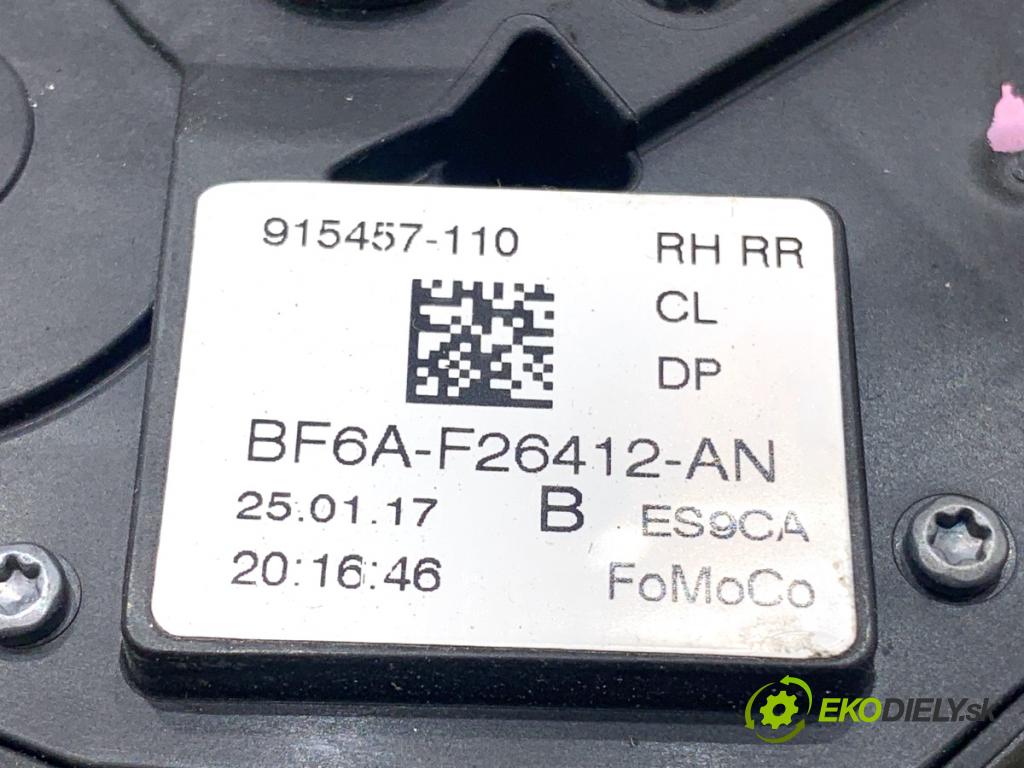 915457-110 RH RR
CL
DP
BF6A-F26412-AN
25.01.17 B ES9CA
20:16:46 FoMoCo
EKODIELY.sk